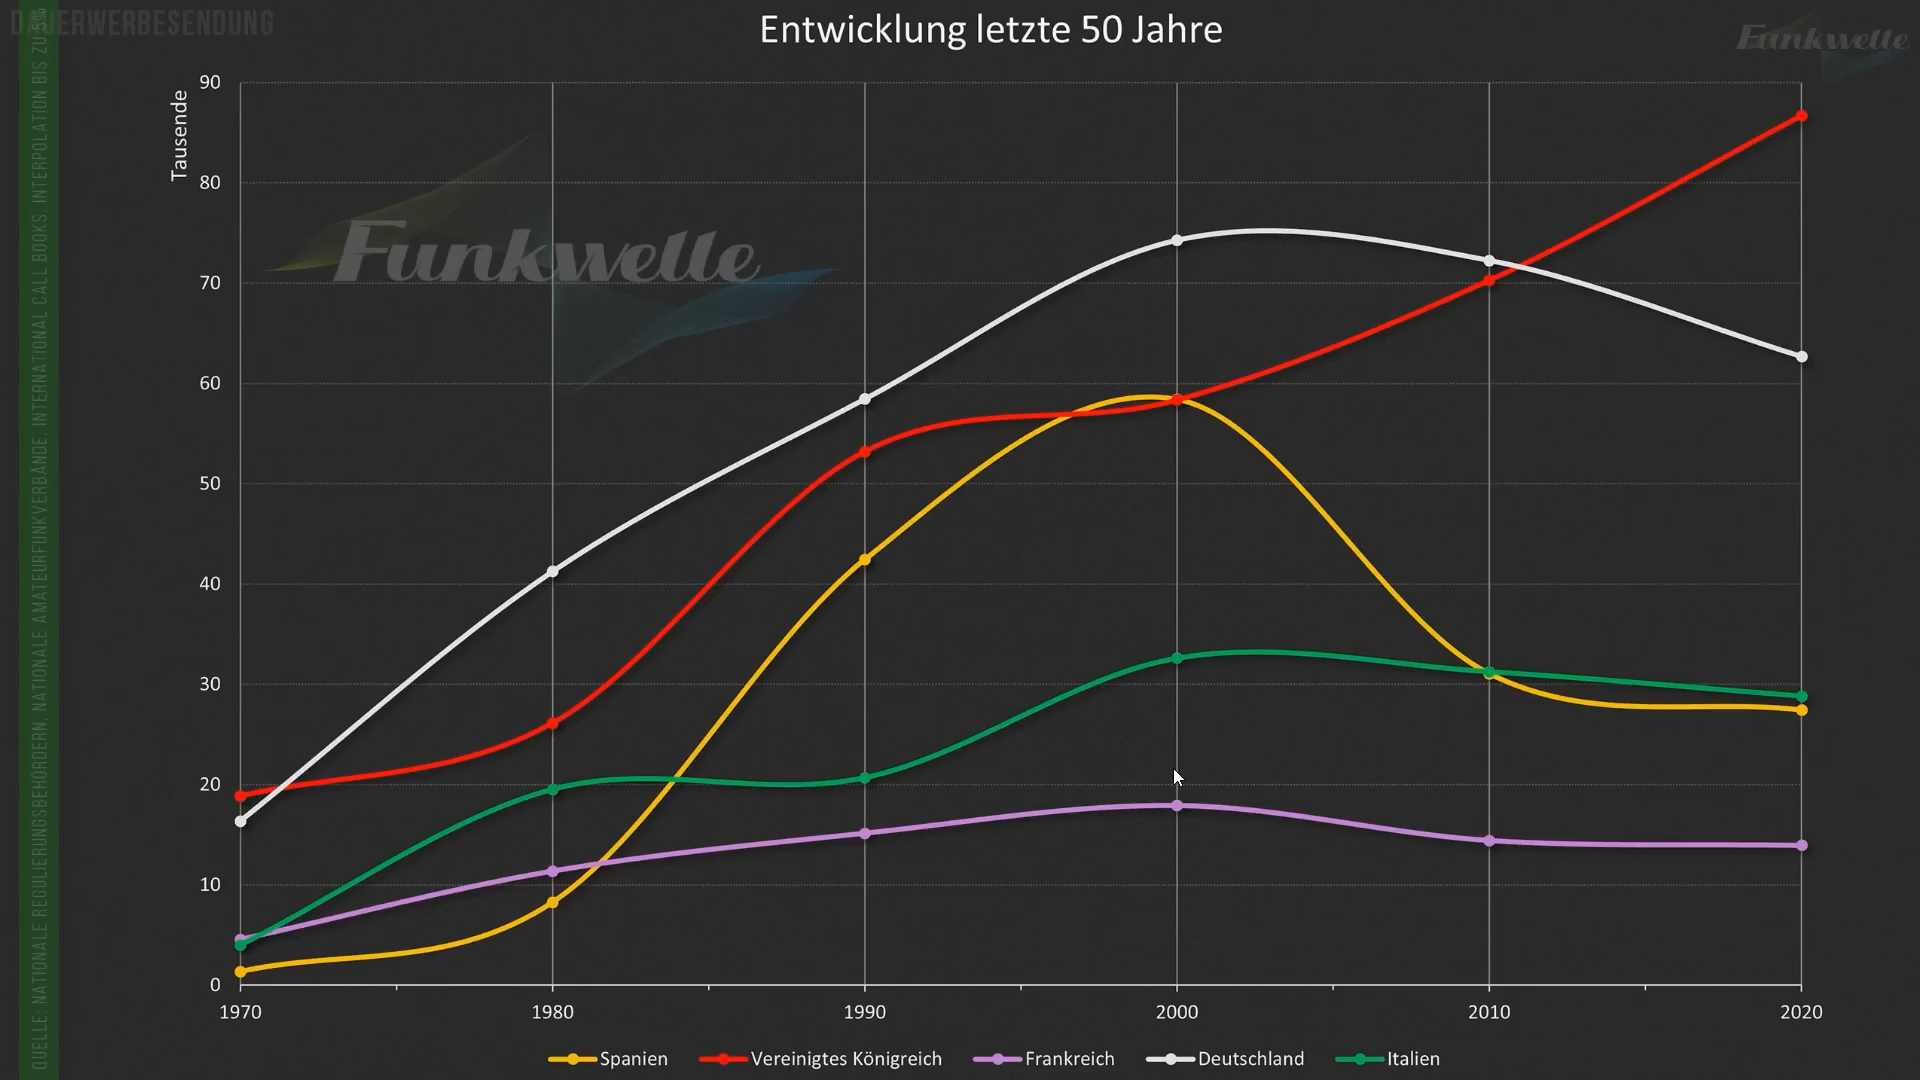 DAUERWERBESENDUNG
Entwicklung letzte 50 Jahre
Funkwelle
QUELLE: NATIONALE REGULIERUNGSBEHÖRDERN, NATIONALE AMATEURFUNKVERBÄNDE, INTERNATIONAL CALL BOOKS. INTERPOLATION BIS ZU 5%
Tausende
90
80
70
60
50
40
30
20
10
0
Funkwelle
1970 1980 1990 2000 2010 2020
Spanien Vereinigtes Königreich Frankreich Deutschland Italien